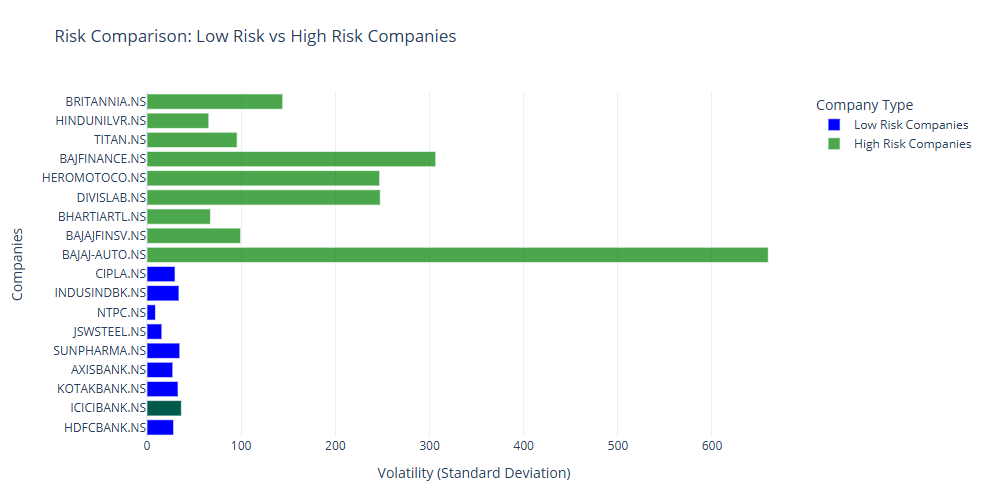 Risk Comparison: Low Risk vs High Risk Companies
Company Type
Low Risk Companies
High Risk Companies
Companies
BRITANNIA.NS
HINDUNILVR.NS
TITAN.NS
BAJFINANCE.NS
HEROMOTOCO.NS
DIVISLAB.NS
BHARTIARTL.NS
BAJAJFINSV.NS
BAJAJ-AUTO.NS
CIPLA.NS
INDUSINDBK.NS
NTPC.NS
JSWSTEEL.NS
SUNPHARMA.NS
AXISBANK.NS
KOTAKBANK.NS
ICICIBANK.NS
HDFCBANK.NS
0 100 200 300 400 500 600
Volatility (Standard Deviation)